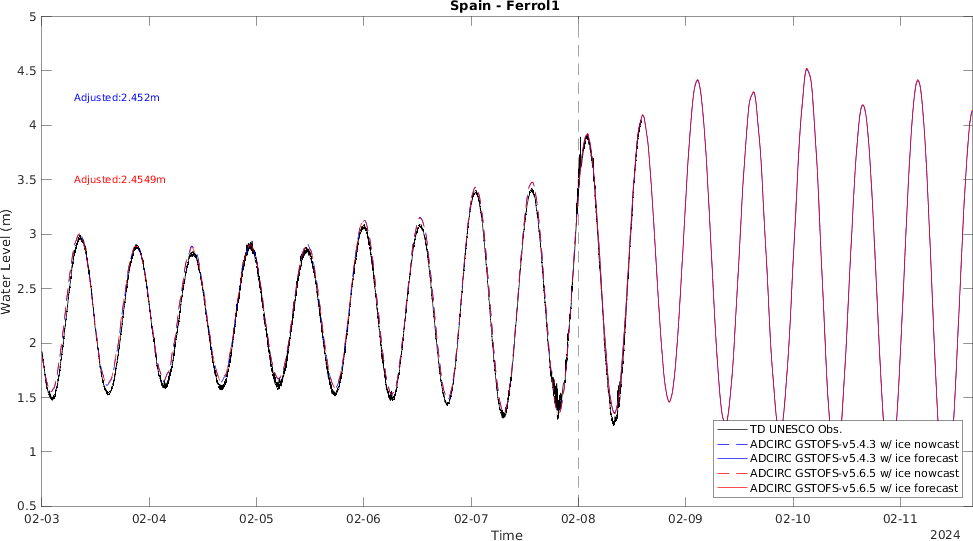 Spain - Ferrol1
5
4.5
4
3.5
3
2.5
2
1.5
1
0.5
Water Level (m)
Adjusted:2.452m
Adjusted:2.4549m
TD UNESCO Obs.
ADCIRC GSTOFS-v5.4.3 w/ ice nowcast
ADCIRC GSTOFS-v5.4.3 w/ ice forecast
ADCIRC GSTOFS-v5.6.5 w/ ice nowcast
ADCIRC GSTOFS-v5.6.5 w/ ice forecast
02-03 02-04 02-05 02-06 02-07 02-08 02-09 02-10 02-11
Time
2024